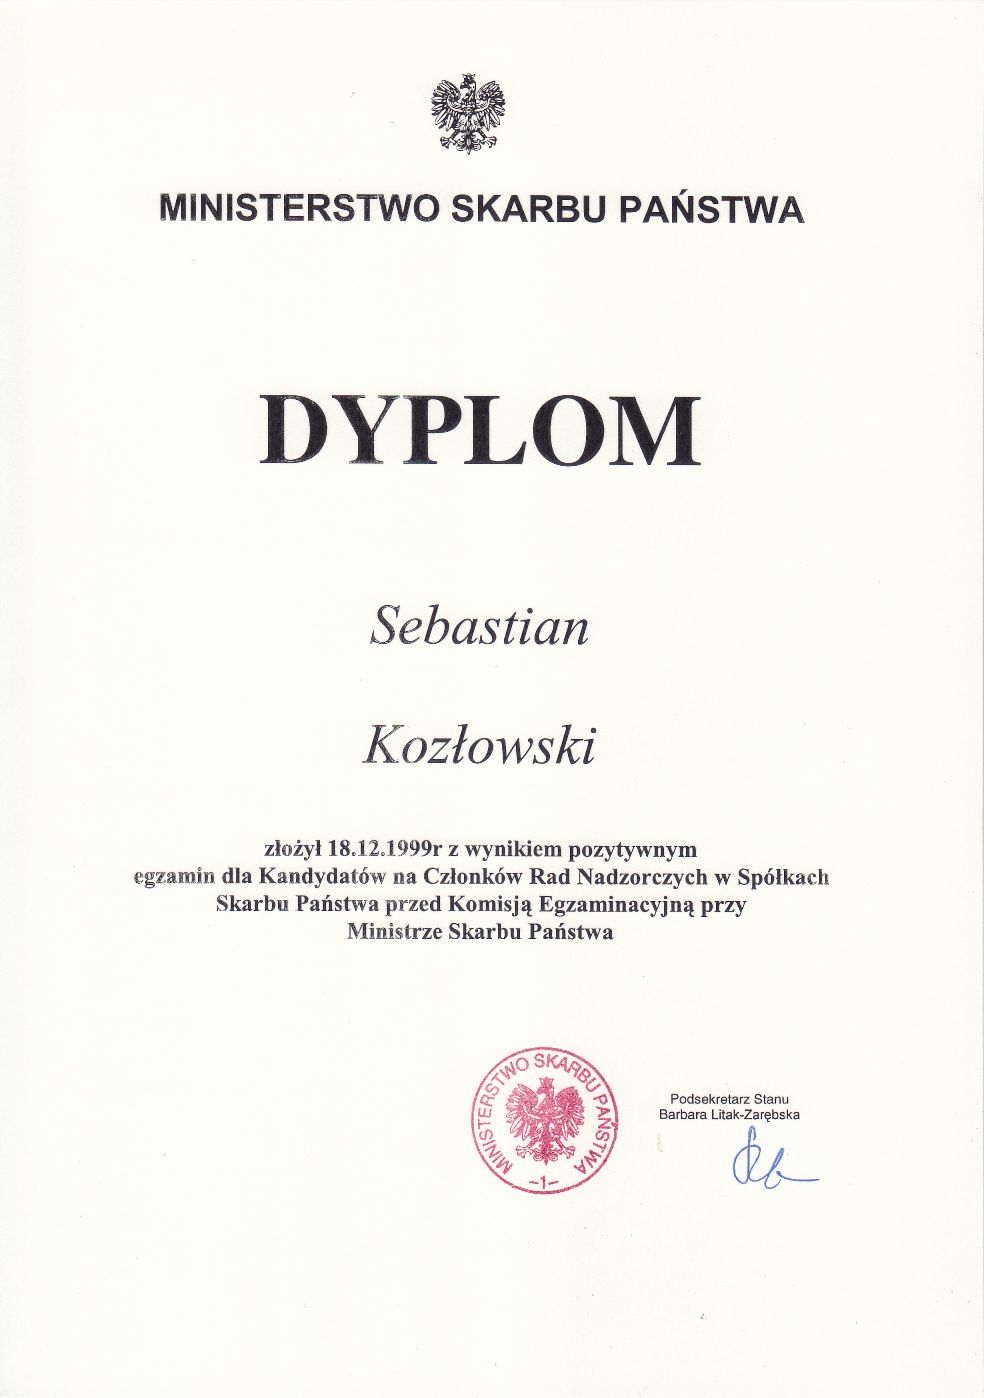 MINISTERSTWO SKARBU PAŃSTWA
DYPLOM
Sebastian
Kozłowski
złożył 18.12.1999r z wynikiem pozytywnym
egzamin dla Kandydatów na Członków Rad Nadzorczych w Spółkach
Skarbu Państwa przed Komisją Egzaminacyjną przy
Ministrze Skarbu Państwa
MINISTERSTWO SKARBU PAŃSTWA
-1-
Podsekretarz Stanu
Barbara Litak-Zarębska